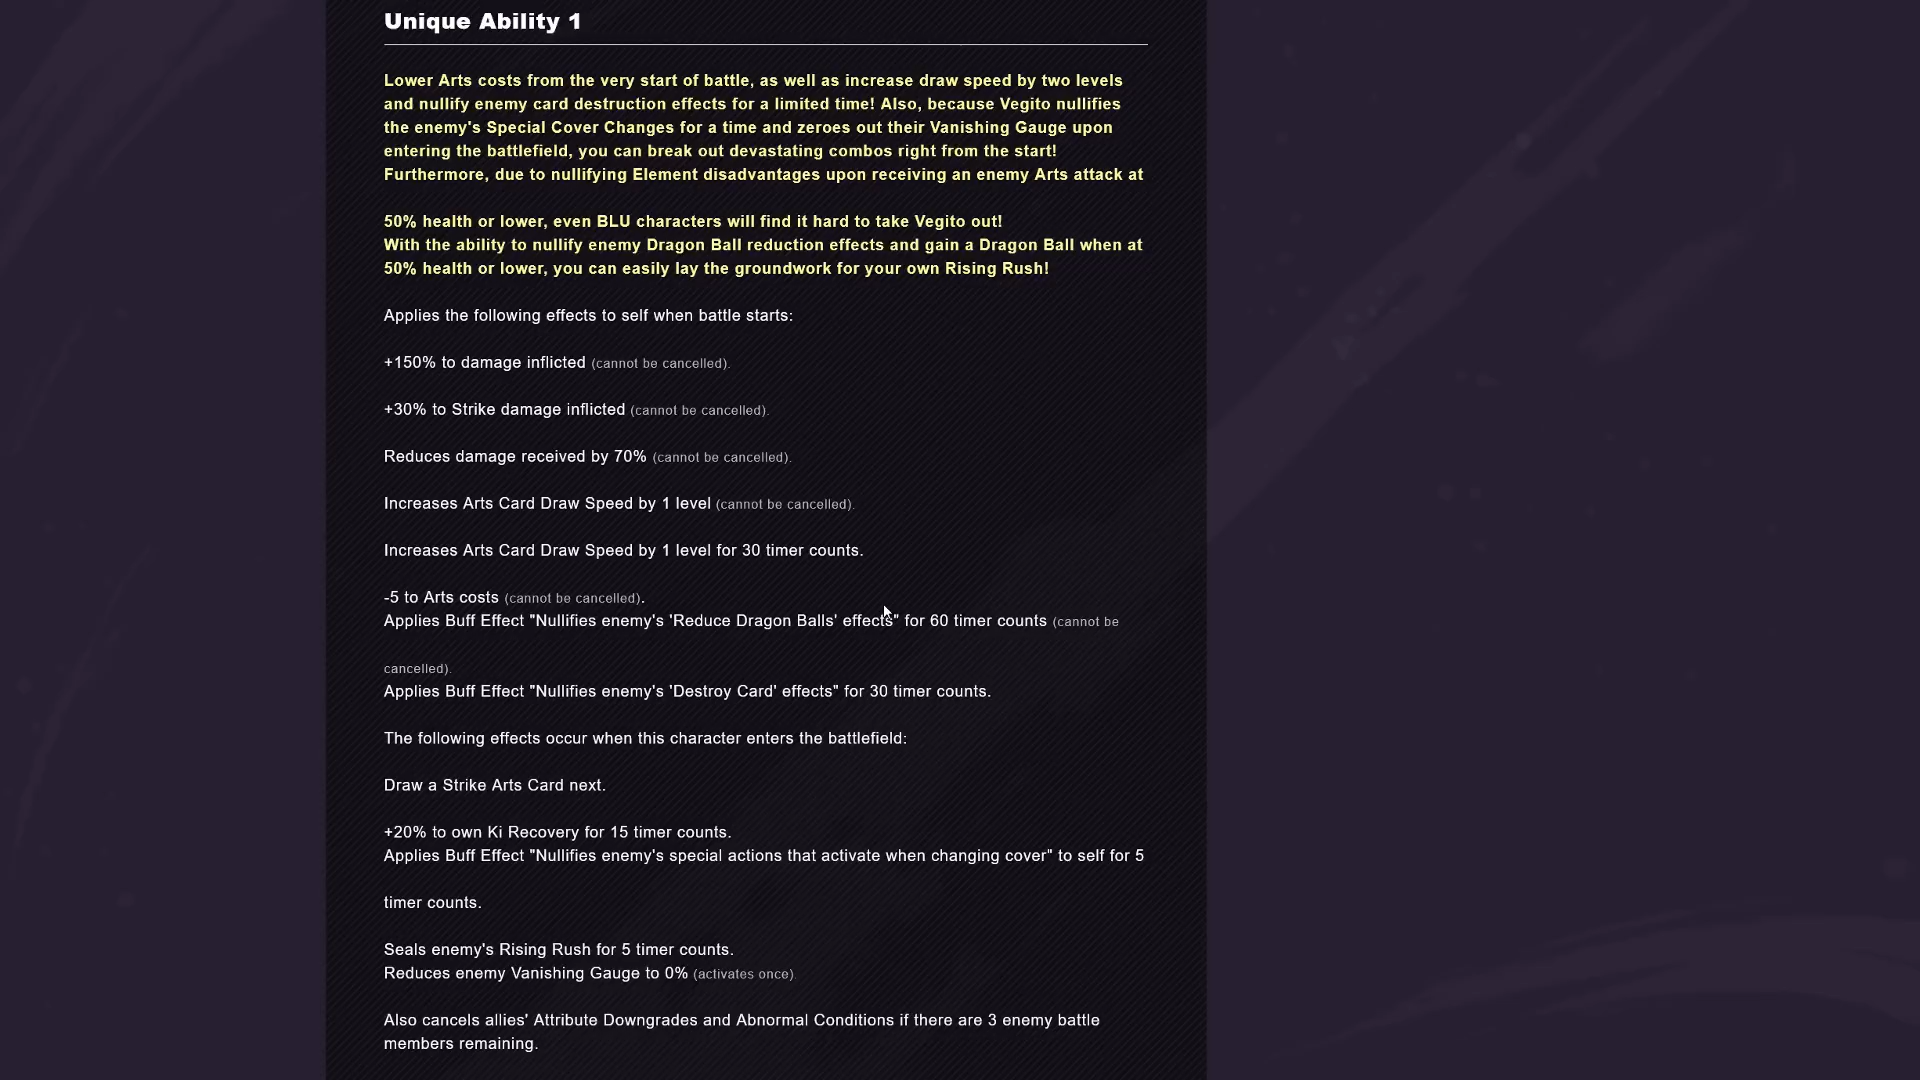 Unique Ability 1
Lower Arts costs from the very start of battle, as well as increase draw speed by two levels
and nullify enemy card destruction effects for a limited time! Also, because Vegito nullifies
the enemy's Special Cover Changes for a time and zeroes out their Vanishing Gauge upon
entering the battlefield, you can break out devastating combos right from the start!
Furthermore, due to nullifying Element disadvantages upon receiving an enemy Arts attack at
50% health or lower, even BLU characters will find it hard to take Vegito out!
With the ability to nullify enemy Dragon Ball reduction effects and gain a Dragon Ball when at
50% health or lower, you can easily lay the groundwork for your own Rising Rush!
Applies the following effects to self when battle starts:
+150% to damage inflicted (cannot be cancelled).
+30% to Strike damage inflicted (cannot be cancelled).
Reduces damage received by 70% (cannot be cancelled).
Increases Arts Card Draw Speed by 1 level (cannot be cancelled).
Increases Arts Card Draw Speed by 1 level for 30 timer counts.
-5 to Arts costs (cannot be cancelled).
Applies Buff Effect "Nullifies enemy's 'Reduce Dragon Balls' effects" for 60 timer counts (cannot be
cancelled).
Applies Buff Effect "Nullifies enemy's 'Destroy Card' effects" for 30 timer counts.
The following effects occur when this character enters the battlefield:
Draw a Strike Arts Card next.
+20% to own Ki Recovery for 15 timer counts.
Applies Buff Effect "Nullifies enemy's special actions that activate when changing cover" to self for 5
timer counts.
Seals enemy's Rising Rush for 5 timer counts.
Reduces enemy Vanishing Gauge to 0% (activates once).
Also cancels allies' Attribute Downgrades and Abnormal Conditions if there are 3 enemy battle
members remaining.